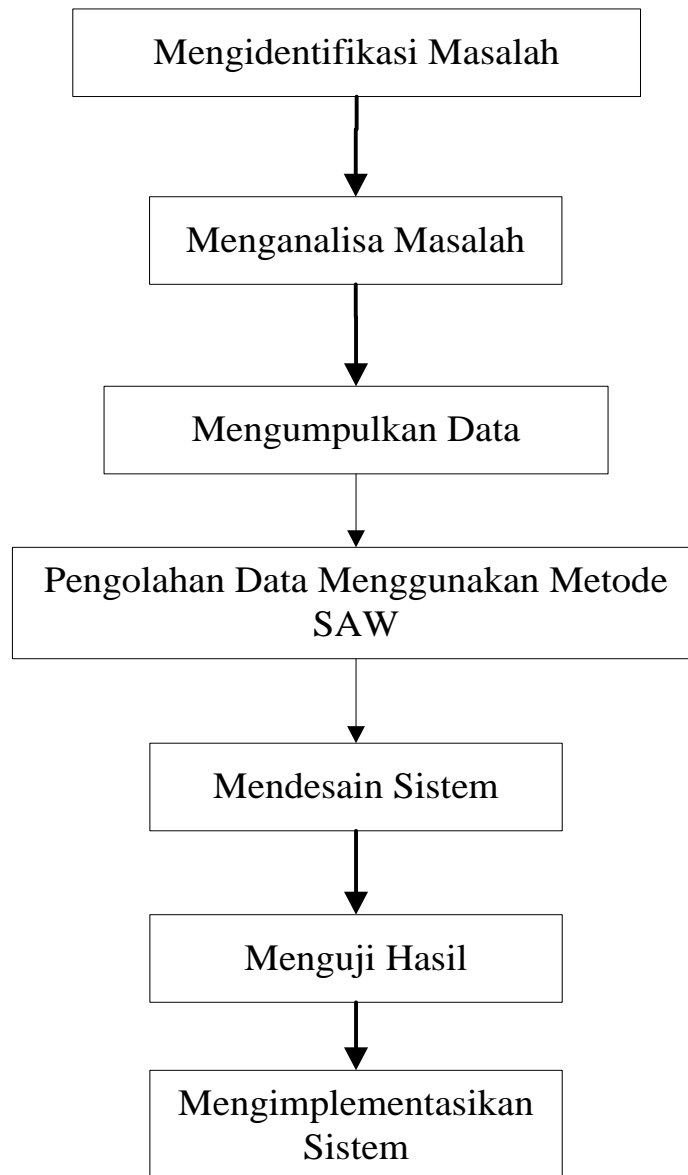 Mengidentifikasi Masalah
Menganalisa Masalah
Mengumpulkan Data
Pengolahan Data Menggunakan Metode
SAW
Mendesain Sistem
Menguji Hasil
Mengimplementasikan
Sistem